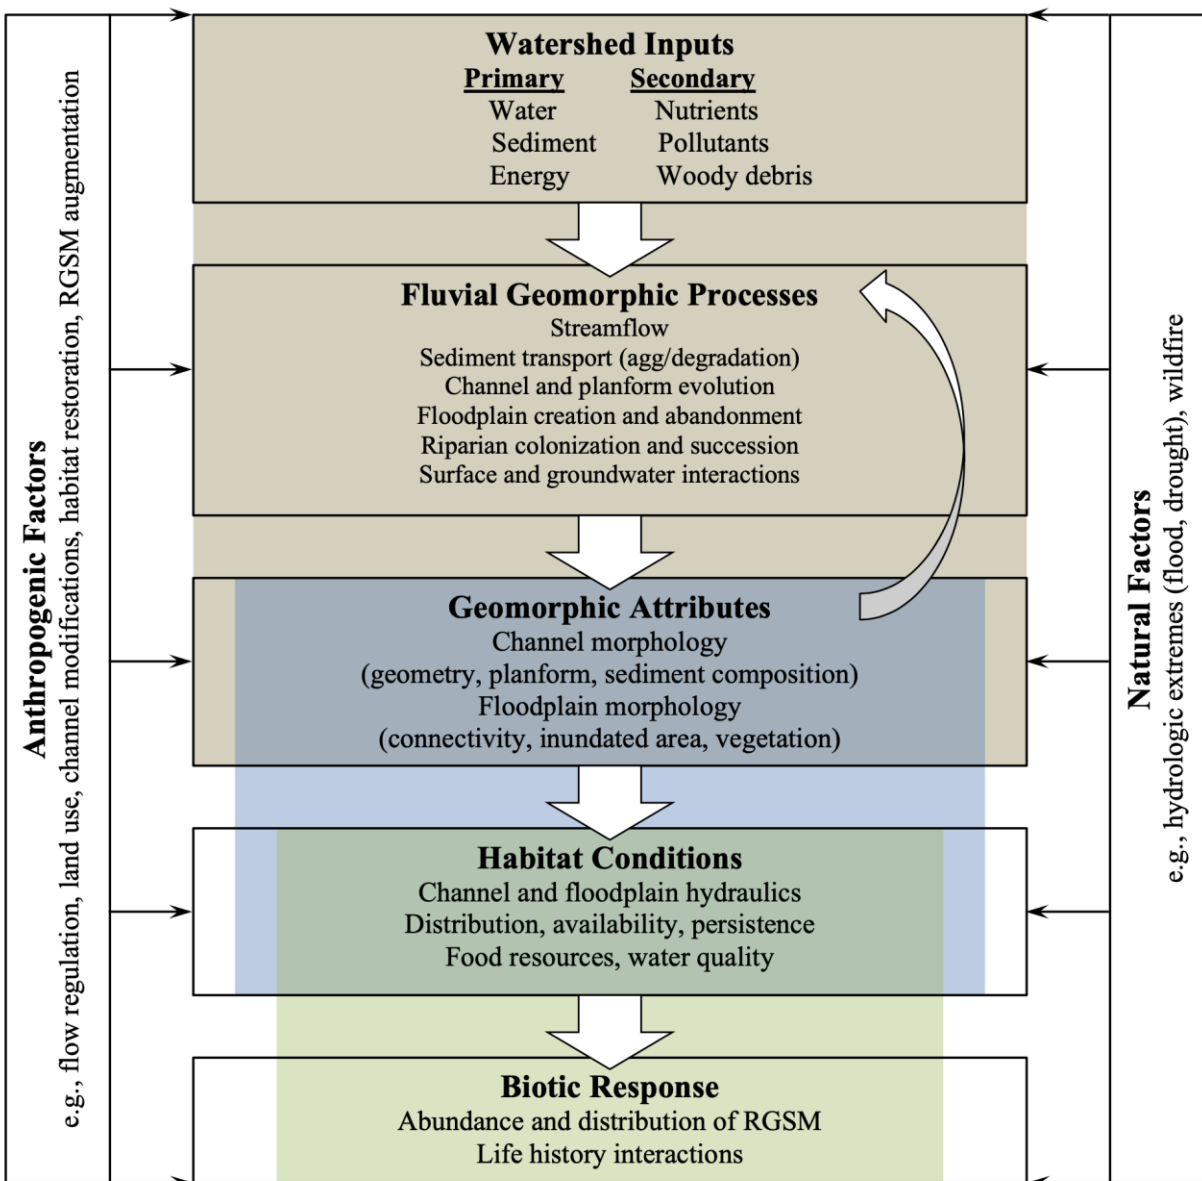 Watershed Inputs
Primary Secondary
Water Nutrients
Sediment Pollutants
Energy Woody debris
Fluvial Geomorphic Processes
Streamflow
Sediment transport (agg/degradation)
Channel and planform evolution
Floodplain creation and abandonment
Riparian colonization and succession
Surface and groundwater interactions
Geomorphic Attributes
Channel morphology
(geometry, planform, sediment composition)
Floodplain morphology
(connectivity, inundated area, vegetation)
Habitat Conditions
Channel and floodplain hydraulics
Distribution, availability, persistence
Food resources, water quality
Biotic Response
Abundance and distribution of RGSM
Life history interactions
Anthropogenic Factors
e.g., flow regulation, land use, channel modifications, habitat restoration, RGSM augmentation
Natural Factors
e.g., hydrologic extremes (flood, drought), wildfire